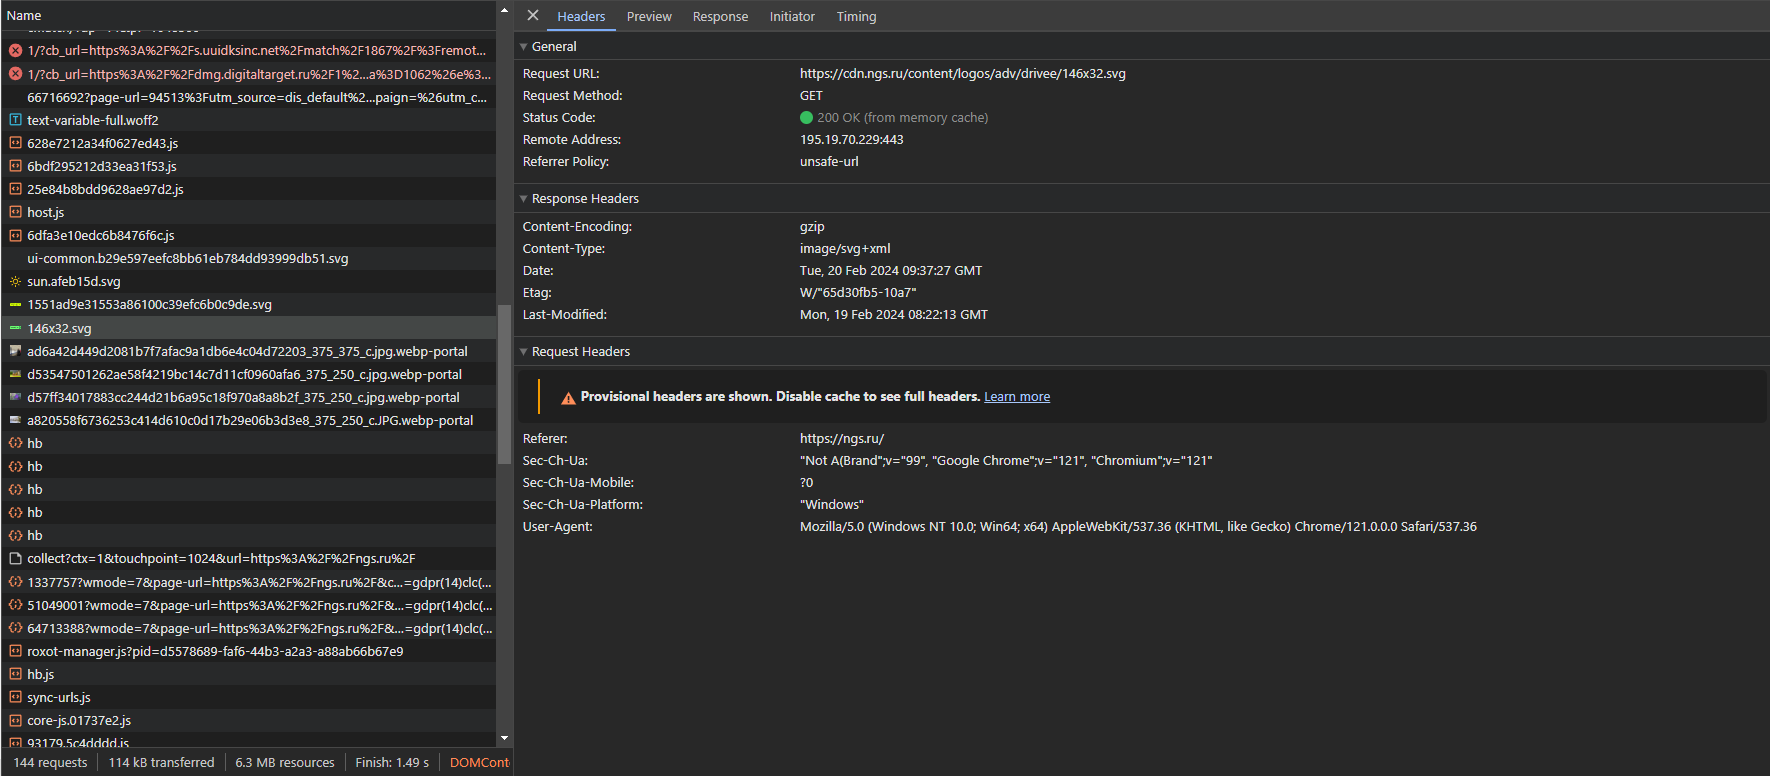 Name
1/?cb_url=https%3A%2F%2Fs.uuidksinc.net%2Fmatch%2F1867%2F%3Fremot...
1/?cb_url=https%3A%2F%2Fdmg.digitaltarget.ru%2F1%2...a%3D1062%26e%3...
66716692?page-url=94513%3Futm_source=dis_default%2...paign=%26utm_c...
text-variable-full.woff2
628e7212a34f0627ed43.js
6bdf295212d33ea31f53.js
25e84b8bdd9628ae97d2.js
host.js
6dfa3e10edc6b8476f6c.js
ui-common.b29e597eefc8bb61eb784dd93999db51.svg
sun.afeb15d.svg
1551ad9e31553a86100c39efc6b0c9de.svg
146x32.svg
ad6a42d449d2081b7f7afac9a1db6e4c04d72203_375_375_c.jpg.webp-portal
d53547501262ae58f4219bc14c7d11cf0960afa6_375_250_c.jpg.webp-portal
d57ff34017883cc244d21b6a95c18f970a8a8b2f_375_250_c.jpg.webp-portal
a820558f6736253c414d610c0d17b29e06b3d3e8_375_250_c.JPG.webp-portal
hb
hb
hb
hb
hb
collect?ctx=1&touchpoint=1024&url=https%3A%2F%2Fngs.ru%2F
1337757?wmode=7&page-url=https%3A%2F%2Fngs.ru%2F&c...=gdpr(14)clc(...
51049001?wmode=7&page-url=https%3A%2F%2Fngs.ru%2F&...=gdpr(14)clc(...
64713388?wmode=7&page-url=https%3A%2F%2Fngs.ru%2F&...=gdpr(14)clc(...
roxot-manager.js?pid=d5578689-faf6-44b3-a2a3-a88ab66b67e9
hb.js
sync-urls.js
core-js.01737e2.js
93179.5c4dddd.js
144 requests 114 kB transferred 6.3 MB resources Finish: 1.49 s DOMCont
Headers Preview Response Initiator Timing
General
Request URL: https://cdn.ngs.ru/content/logos/adv/drivee/146x32.svg
Request Method: GET
Status Code: 200 OK (from memory cache)
Remote Address: 195.19.70.229:443
Referrer Policy: unsafe-url
Response Headers
Content-Encoding: gzip
Content-Type: image/svg+xml
Date: Tue, 20 Feb 2024 09:37:27 GMT
Etag: W/"65d30fb5-10a7"
Last-Modified: Mon, 19 Feb 2024 08:22:13 GMT
Request Headers
Provisional headers are shown. Disable cache to see full headers. Learn more
Referer: https://ngs.ru/
Sec-Ch-Ua: "Not A(Brand";v="99", "Google Chrome";v="121", "Chromium";v="121"
Sec-Ch-Ua-Mobile: ?0
Sec-Ch-Ua-Platform: "Windows"
User-Agent: Mozilla/5.0 (Windows NT 10.0; Win64; x64) AppleWebKit/537.36 (KHTML, like Gecko) Chrome/121.0.0.0 Safari/537.36